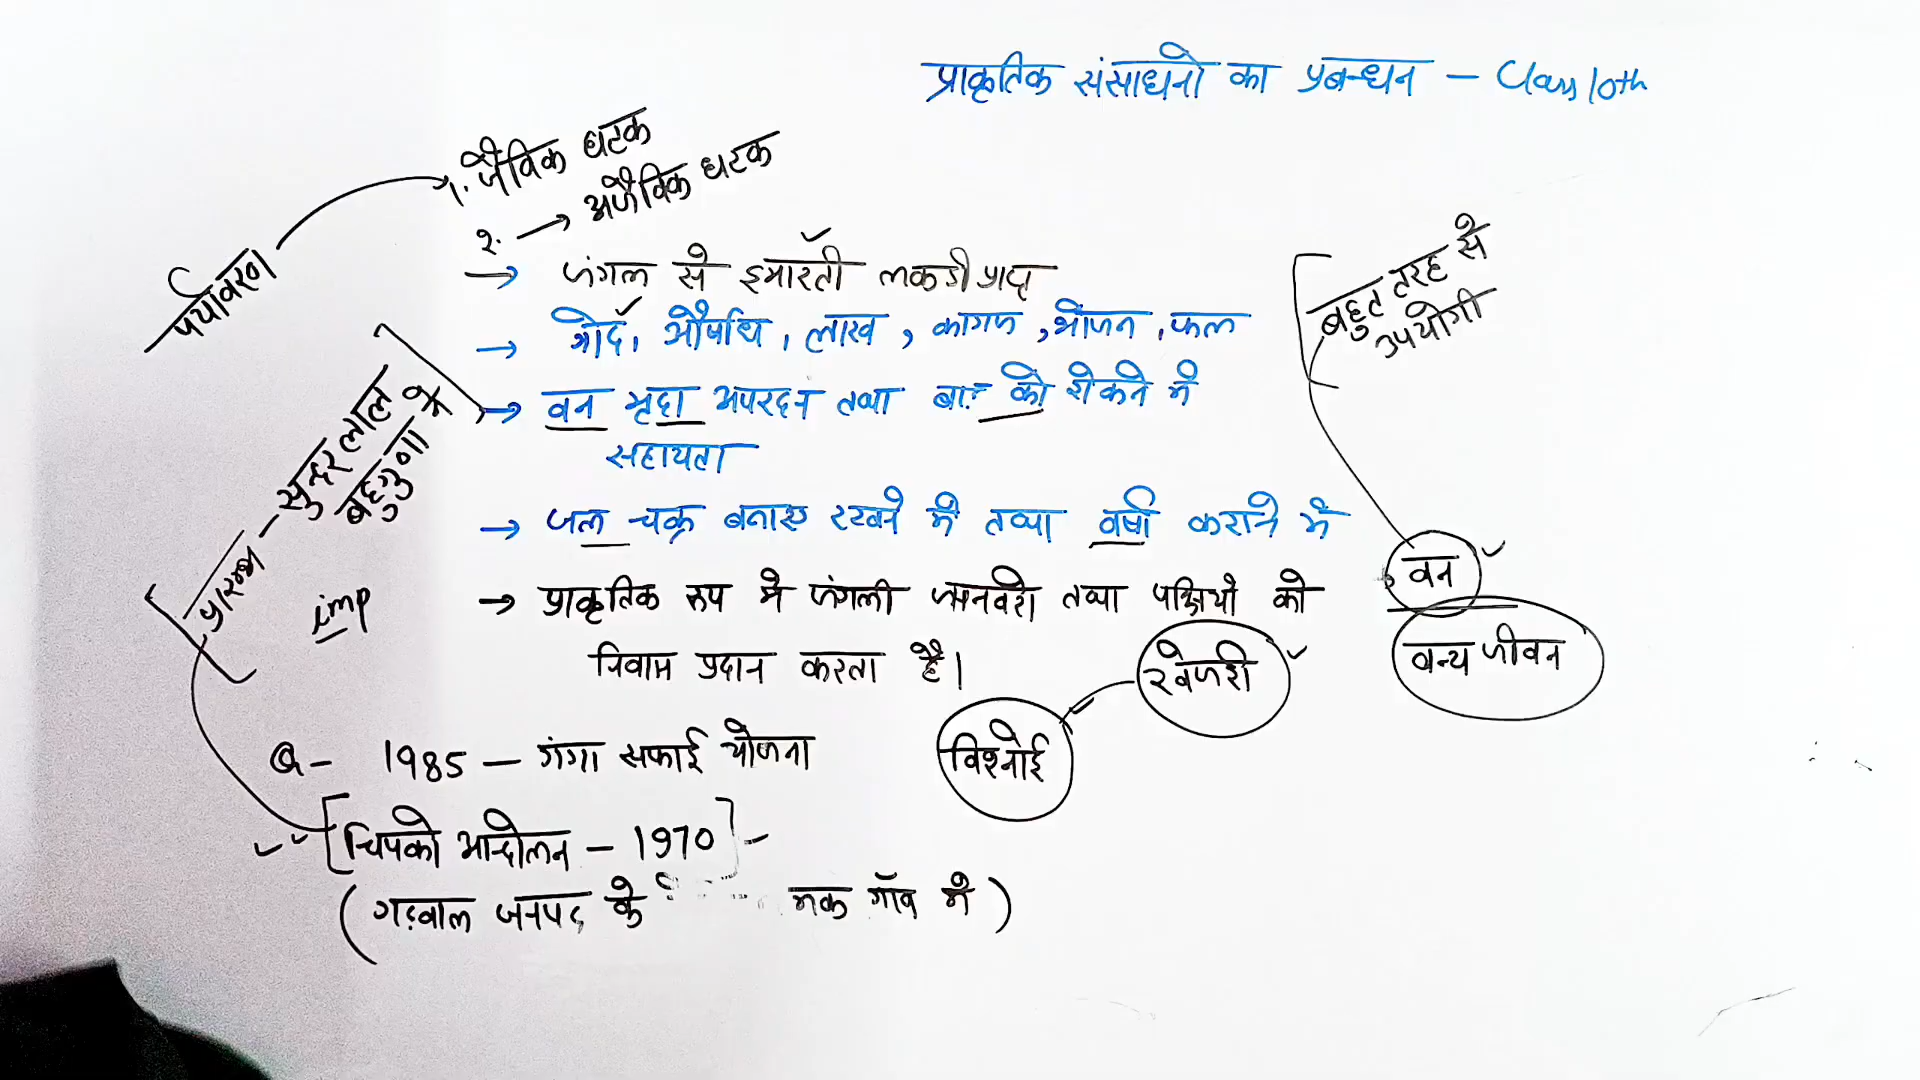 प्राकृतिक संसाधनो का प्रबन्धन – Class 10th
पर्यावरण
1. जैविक घटक
2. → अजैविक घटक
→ जंगल से इमारती लकडी प्राप्त
→ गोंद, औषधि, लाख, कागज, भोजन, फल
→ वन मृदा अपरदन तथा बाढ़ को रोकने मे
सहायता
→ जल चक्र बनाए रखने मे तथा वर्षा कराने मे
→ प्राकृतिक रूप मे जंगली जानवरो तथा पक्षियो को
निवास प्रदान करता है।
बहुत तरह से
उपयोगी
वन
वन्य जीवन
खेजरी
विश्नोई
प्रारम्भ – सुन्दर लाल
बहुगुणा ने
imp
Q – 1985 – गंगा सफाई योजना
[चिपको आन्दोलन – 1970] –
(गढ़वाल जनपद के मक गाँव मे)